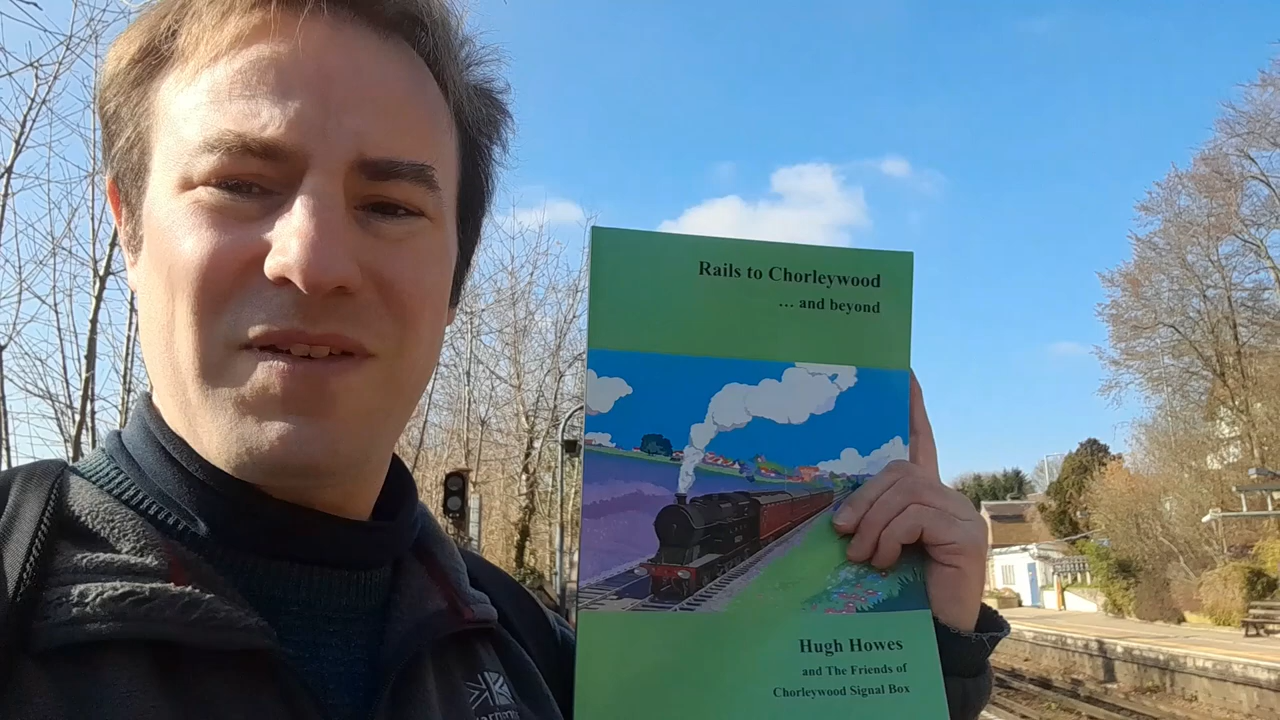 Rails to Chorleywood
... and beyond
Hugh Howes
and The Friends of
Chorleywood Signal Box